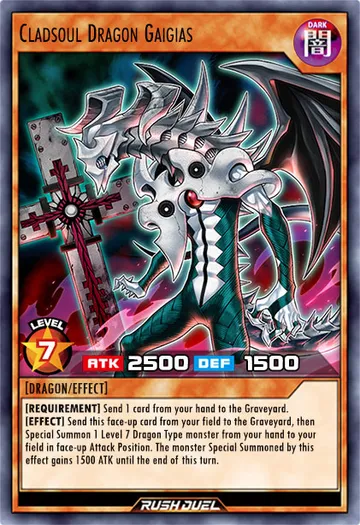 CLADSOUL DRAGON GAIGIAS
DARK
闇
LEVEL
7
ATK 2500 DEF 1500
[DRAGON/EFFECT]
[REQUIREMENT] Send 1 card from your hand to the Graveyard.
[EFFECT] Send this face-up card from your field to the Graveyard, then
Special Summon 1 Level 7 Dragon Type monster from your hand to your
field in face-up Attack Position. The monster Special Summoned by this
effect gains 1500 ATK until the end of this turn.
RUSH DUEL